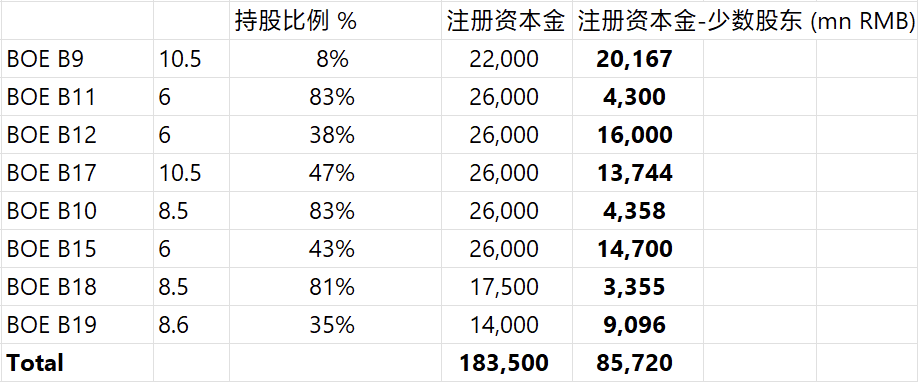 持股比例 % 注册资本金 注册资本金-少数股东 (mn RMB)
BOE B9 10.5 8% 22,000 20,167
BOE B11 6 83% 26,000 4,300
BOE B12 6 38% 26,000 16,000
BOE B17 10.5 47% 26,000 13,744
BOE B10 8.5 83% 26,000 4,358
BOE B15 6 43% 26,000 14,700
BOE B18 8.5 81% 17,500 3,355
BOE B19 8.6 35% 14,000 9,096
Total 183,500 85,720